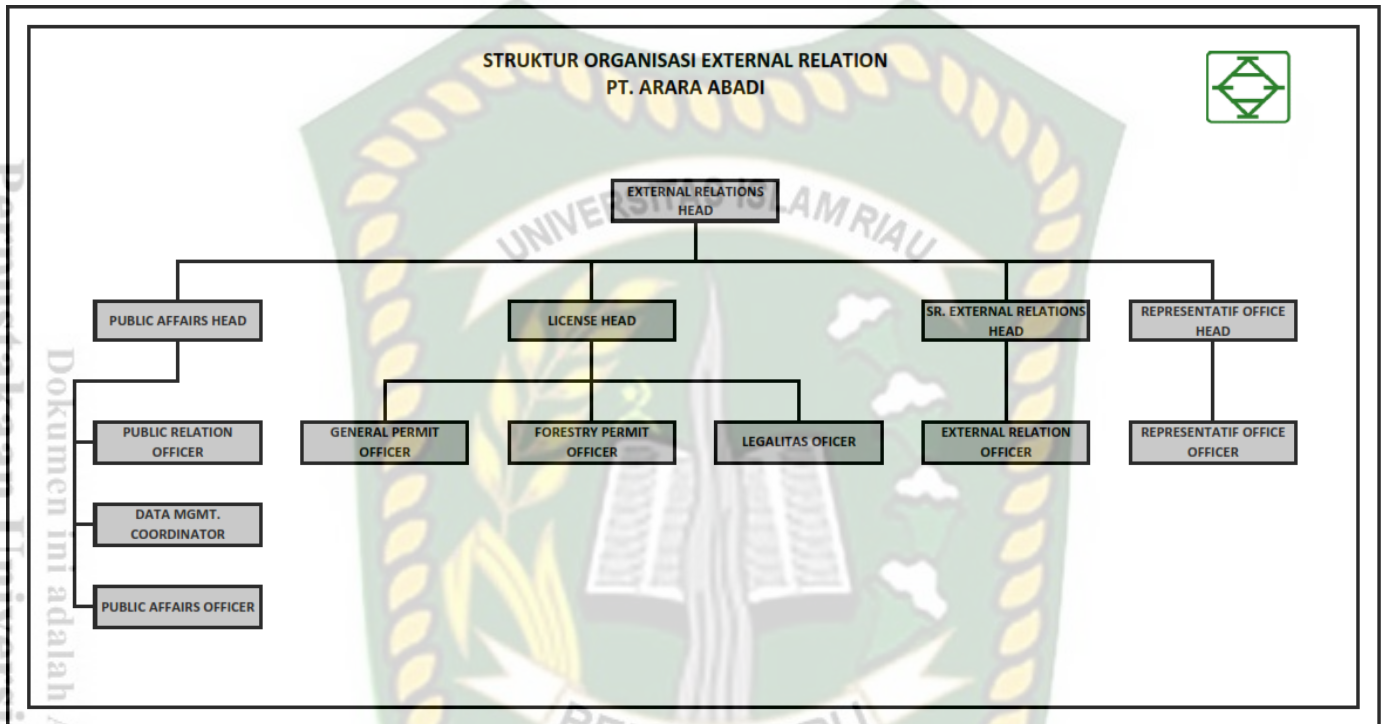 STRUKTUR ORGANISASI EXTERNAL RELATION
PT. ARARA ABADI
EXTERNAL RELATIONS
HEAD
UNIVERSITAS ISLAM RIAU
PUBLIC AFFAIRS HEAD
LICENSE HEAD
SR. EXTERNAL RELATIONS
HEAD
REPRESENTATIF OFFICE
HEAD
PUBLIC RELATION
OFFICER
GENERAL PERMIT
OFFICER
FORESTRY PERMIT
OFFICER
LEGALITAS OFICER
EXTERNAL RELATION
OFFICER
REPRESENTATIF OFFICE
OFFICER
DATA MGMT.
COORDINATOR
PUBLIC AFFAIRS OFFICER
Dokumen ini adalah